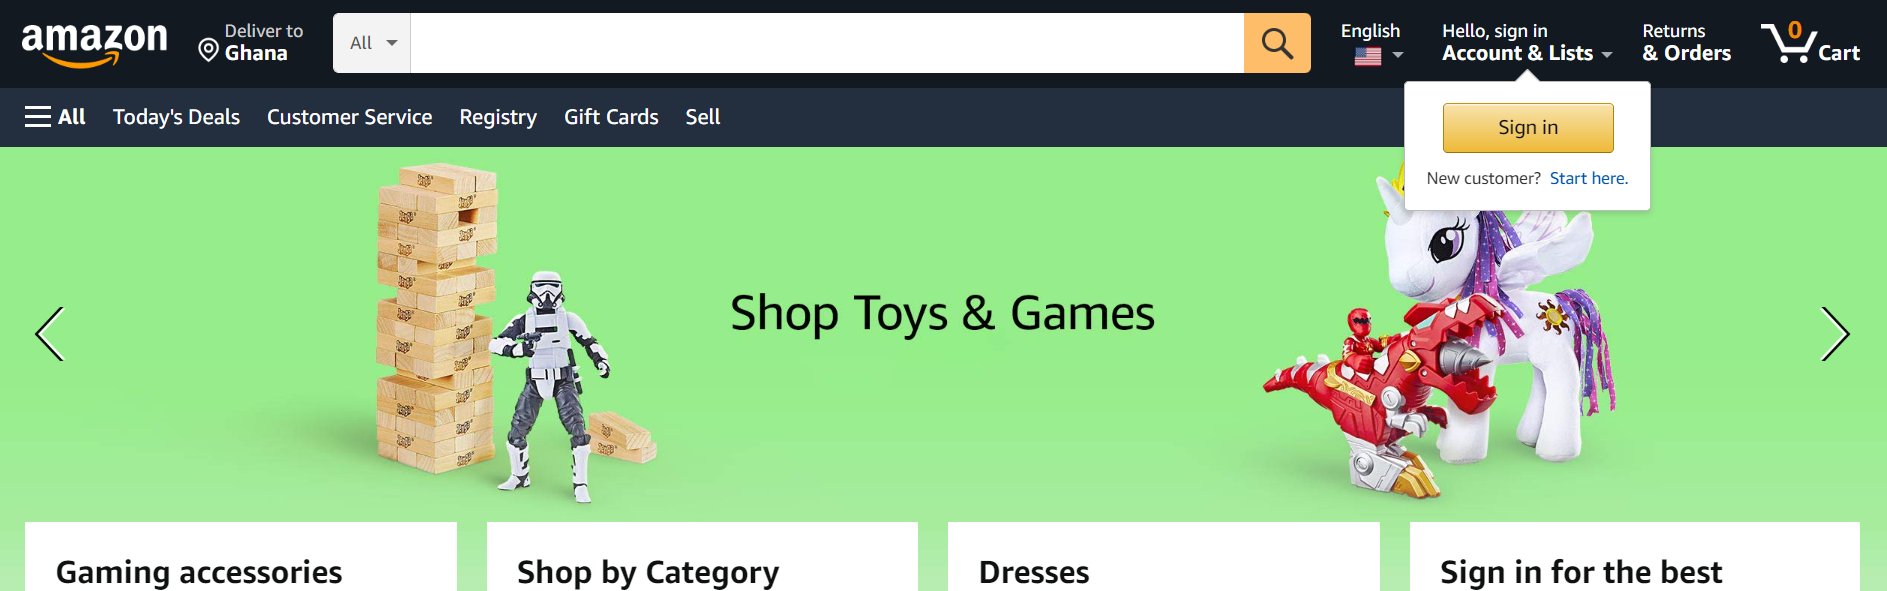 amazon
Deliver to
Ghana
All
English
Hello, sign in
Account & Lists
Returns
& Orders
0
Cart
All
Today's Deals
Customer Service
Registry
Gift Cards
Sell
Sign in
New customer? Start here.
Shop Toys & Games
Gaming accessories
Shop by Category
Dresses
Sign in for the best